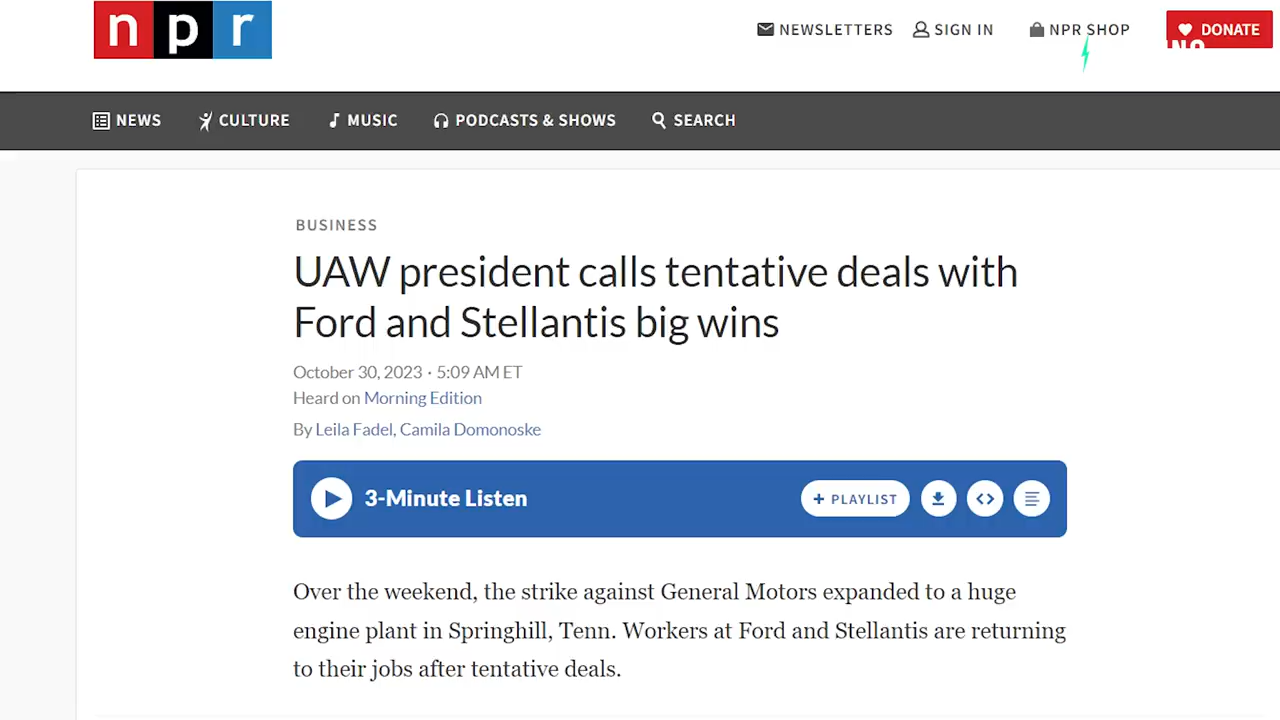 npr
NEWSLETTERS SIGN IN NPR SHOP DONATE
NO
NEWS CULTURE MUSIC PODCASTS & SHOWS SEARCH
BUSINESS
UAW president calls tentative deals with
Ford and Stellantis big wins
October 30, 2023 · 5:09 AM ET
Heard on Morning Edition
By Leila Fadel, Camila Domonoske
3-Minute Listen + PLAYLIST
Over the weekend, the strike against General Motors expanded to a huge
engine plant in Springhill, Tenn. Workers at Ford and Stellantis are returning
to their jobs after tentative deals.